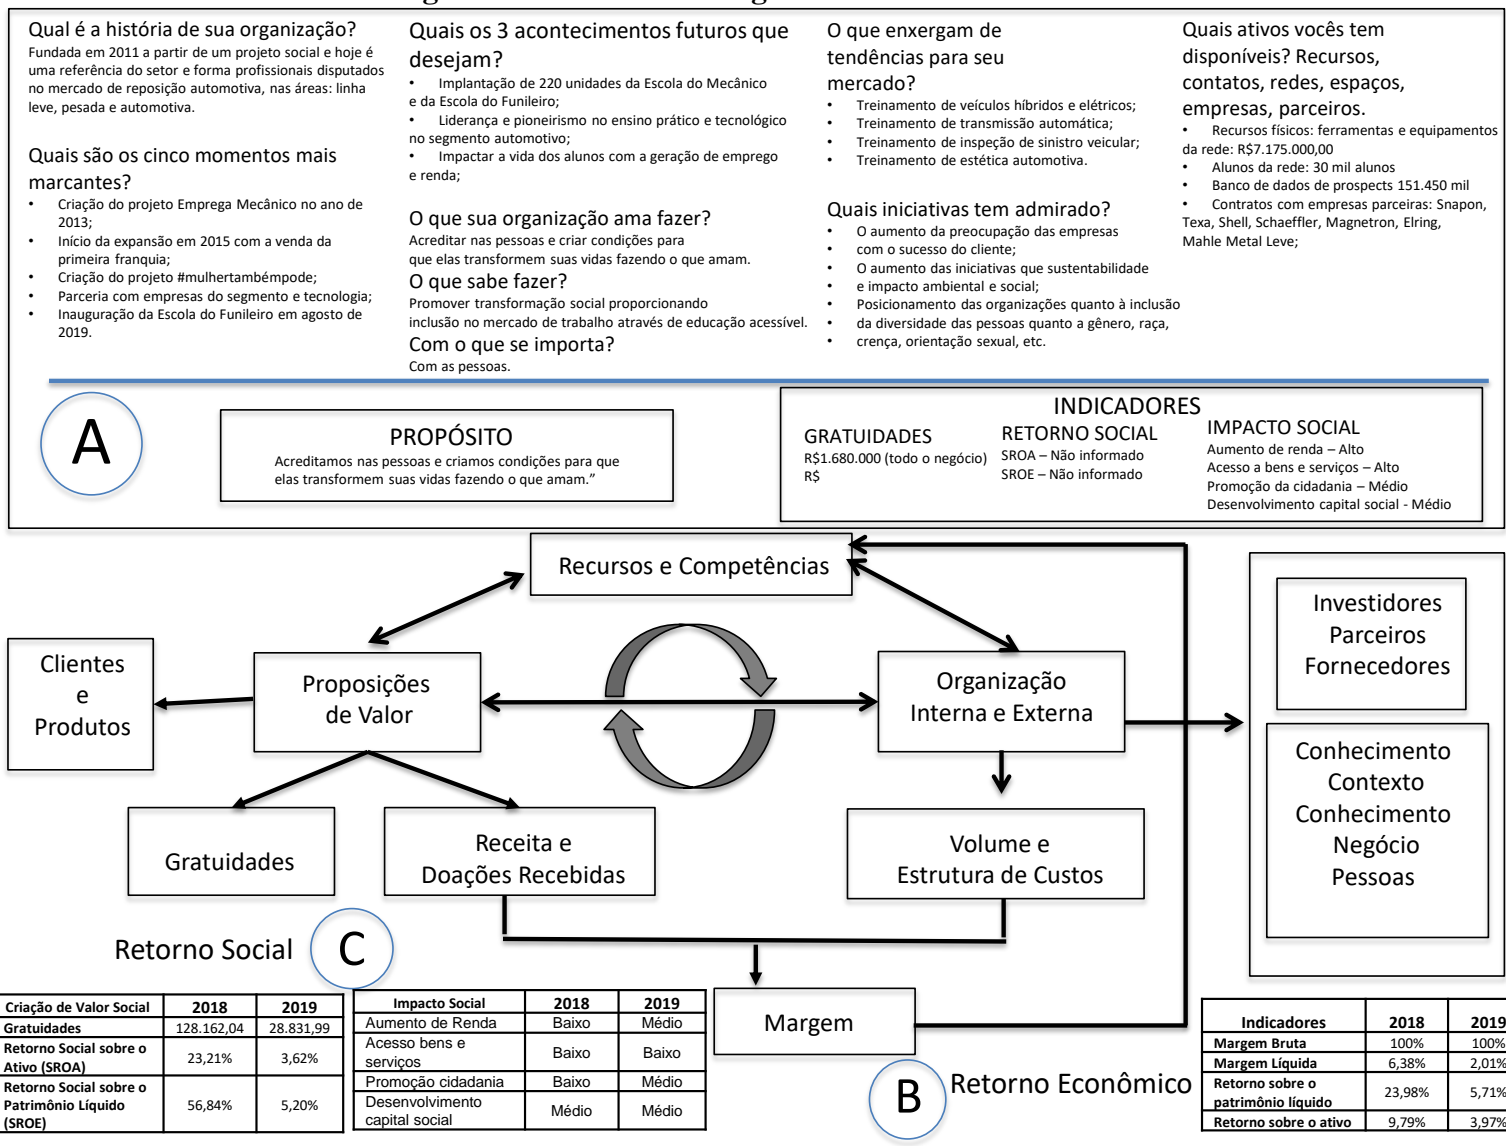 Qual é a história de sua organização?
Fundada em 2011 a partir de um projeto social e hoje é
uma referência do setor e forma profissionais disputados
no mercado de reposição automotiva, nas áreas: linha
leve, pesada e automotiva.
Quais são os cinco momentos mais
marcantes?
• Criação do projeto Emprega Mecânico no ano de
2013;
• Início da expansão em 2015 com a venda da
primeira franquia;
• Criação do projeto #mulhertambémpode;
• Parceria com empresas do segmento e tecnologia;
• Inauguração da Escola do Funileiro em agosto de
2019.
Quais os 3 acontecimentos futuros que
desejam?
• Implantação de 220 unidades da Escola do Mecânico
e da Escola do Funileiro;
• Liderança e pioneirismo no ensino prático e tecnológico
no segmento automotivo;
• Impactar a vida dos alunos com a geração de emprego
e renda;
O que sua organização ama fazer?
Acreditar nas pessoas e criar condições para
que elas transformem suas vidas fazendo o que amam.
O que sabe fazer?
Promover transformação social proporcionando
inclusão no mercado de trabalho através de educação acessível.
Com o que se importa?
Com as pessoas.
O que enxergam de
tendências para seu
mercado?
• Treinamento de veículos híbridos e elétricos;
• Treinamento de transmissão automática;
• Treinamento de inspeção de sinistro veicular;
• Treinamento de estética automotiva.
Quais iniciativas tem admirado?
• O aumento da preocupação das empresas
• com o sucesso do cliente;
• O aumento das iniciativas que sustentabilidade
• e impacto ambiental e social;
• Posicionamento das organizações quanto à inclusão
• da diversidade das pessoas quanto a gênero, raça,
• crença, orientação sexual, etc.
Qual ativos vocês tem
disponíveis? Recursos,
contatos, redes, espaços,
empresas, parceiros.
• Recursos físicos: ferramentas e equipamentos
da rede: R$7.175.000,00
• Alunos da rede: 30 mil alunos
• Banco de dados de prospects 151.450 mil
• Contratos com empresas parceiras: Snapon,
Texa, Shell, Schaeffler, Magnetron, Elring,
Mahle Metal Leve;
A
PROPÓSITO
Acreditamos nas pessoas e criamos condições para que
elas transformem suas vidas fazendo o que amam.”
INDICADORES
GRATUIDADES
R$1.680.000 (todo o negócio)
R$
RETORNO SOCIAL
SROA – Não informado
SROE – Não informado
IMPACTO SOCIAL
Aumento de renda – Alto
Acesso a bens e serviços – Alto
Promoção da cidadania – Médio
Desenvolvimento capital social - Médio
Recursos e Competências
Clientes
e
Produtos
Proposições
de Valor
Organização
Interna e Externa
Investidores
Parceiros
Fornecedores
Conhecimento
Contexto
Conhecimento
Negócio
Pessoas
Gratuidades
Receita e
Doações Recebidas
Volume e
Estrutura de Custos
Retorno Social
C
Margem
B
Retorno Econômico
Criação de Valor Social 2018 2019
Gratuidades 128.162,04 28.831,99
Retorno Social sobre o
Ativo (SROA) 23,21% 3,62%
Retorno Social sobre o
Patrimônio Líquido
(SROE) 56,84% 5,20%
Impacto Social 2018 2019
Aumento de Renda Baixo Médio
Acesso bens e
serviços Baixo Baixo
Promoção cidadania Baixo Médio
Desenvolvimento
capital social Médio Médio
Indicadores 2018 2019
Margem Bruta 100% 100%
Margem Líquida 6,38% 2,01%
Retorno sobre o
patrimônio líquido 23,98% 5,71%
Retorno sobre o ativo 9,79% 3,97%